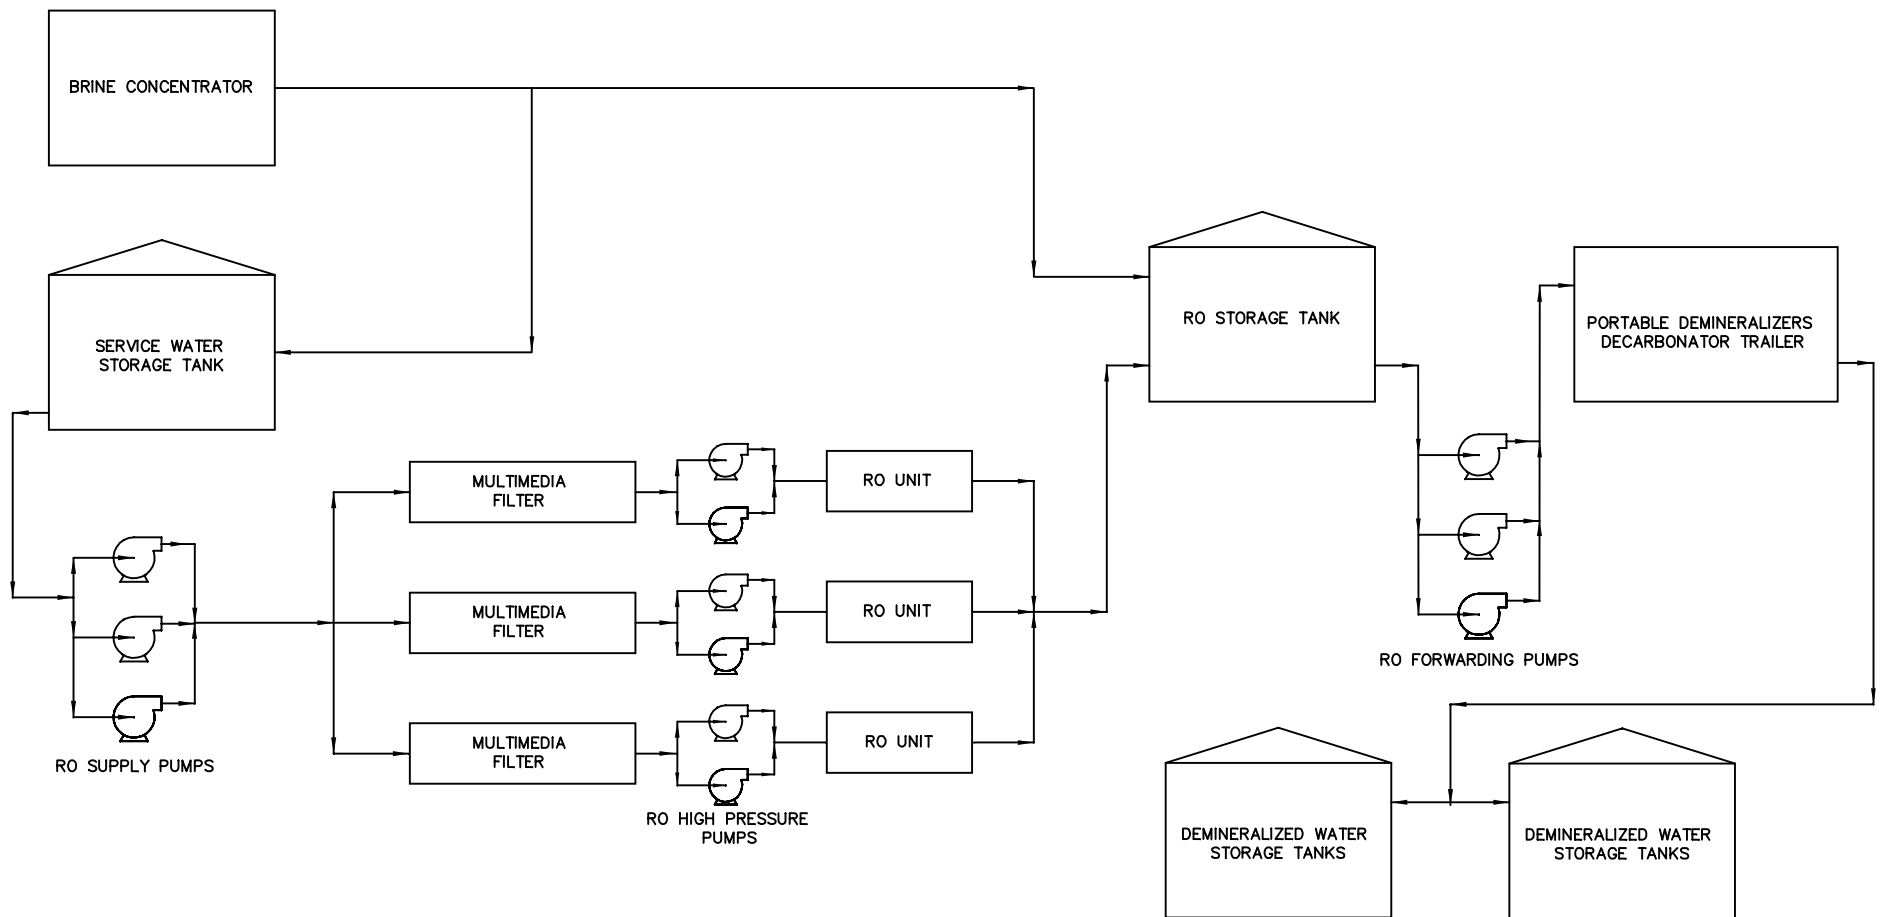 BRINE CONCENTRATOR
SERVICE WATER
STORAGE TANK
RO STORAGE TANK
PORTABLE DEMINERALIZERS
DECARBONATOR TRAILER
MULTIMEDIA
FILTER
RO UNIT
MULTIMEDIA
FILTER
RO UNIT
RO FORWARDING PUMPS
MULTIMEDIA
FILTER
RO UNIT
RO SUPPLY PUMPS
RO HIGH PRESSURE
PUMPS
DEMINERALIZED WATER
STORAGE TANKS
DEMINERALIZED WATER
STORAGE TANKS